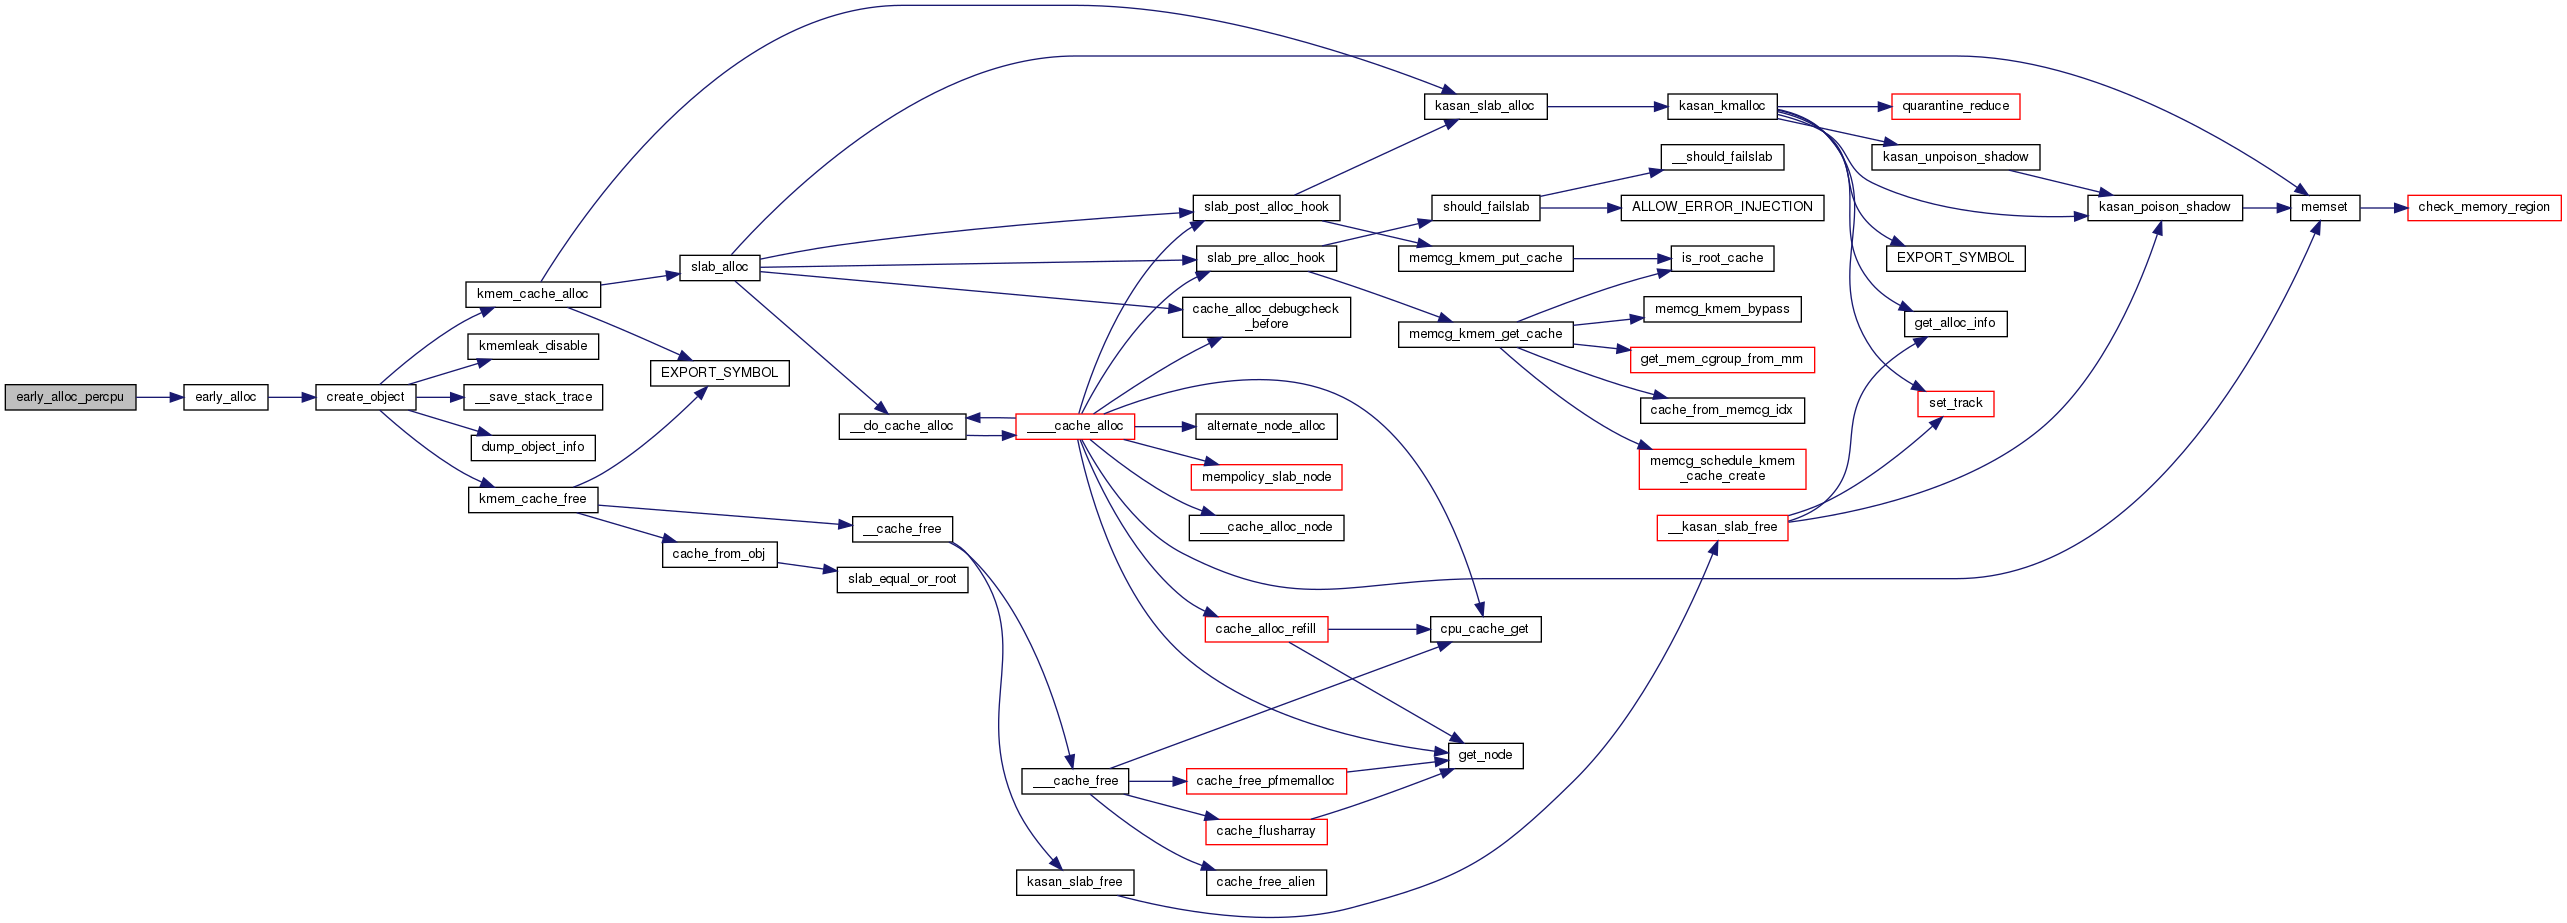 early_alloc_percpu
early_alloc
create_object
kmem_cache_alloc
kmemleak_disable
__save_stack_trace
dump_object_info
kmem_cache_free
slab_alloc
EXPORT_SYMBOL
cache_from_obj
__do_cache_alloc
__cache_free
slab_equal_or_root
____cache_alloc
___cache_free
kasan_slab_free
slab_post_alloc_hook
slab_pre_alloc_hook
cache_alloc_debugcheck
_before
alternate_node_alloc
mempolicy_slab_node
____cache_alloc_node
cache_alloc_refill
cache_free_pfmemalloc
cache_flusharray
cache_free_alien
kasan_slab_alloc
should_failslab
memcg_kmem_put_cache
memcg_kmem_get_cache
cpu_cache_get
get_node
kasan_kmalloc
__should_failslab
ALLOW_ERROR_INJECTION
is_root_cache
memcg_kmem_bypass
get_mem_cgroup_from_mm
cache_from_memcg_idx
memcg_schedule_kmem
_cache_create
__kasan_slab_free
quarantine_reduce
kasan_unpoison_shadow
EXPORT_SYMBOL
get_alloc_info
set_track
kasan_poison_shadow
memset
check_memory_region